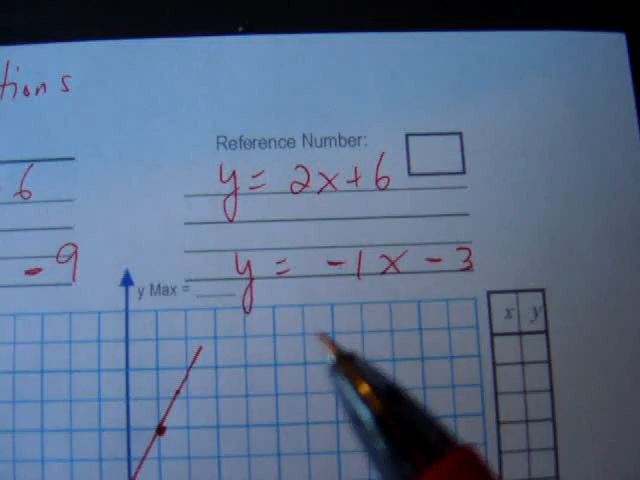 tions
Reference Number:
6
y = 2x + 6
- 9
y = -1x - 3
y Max =
x y